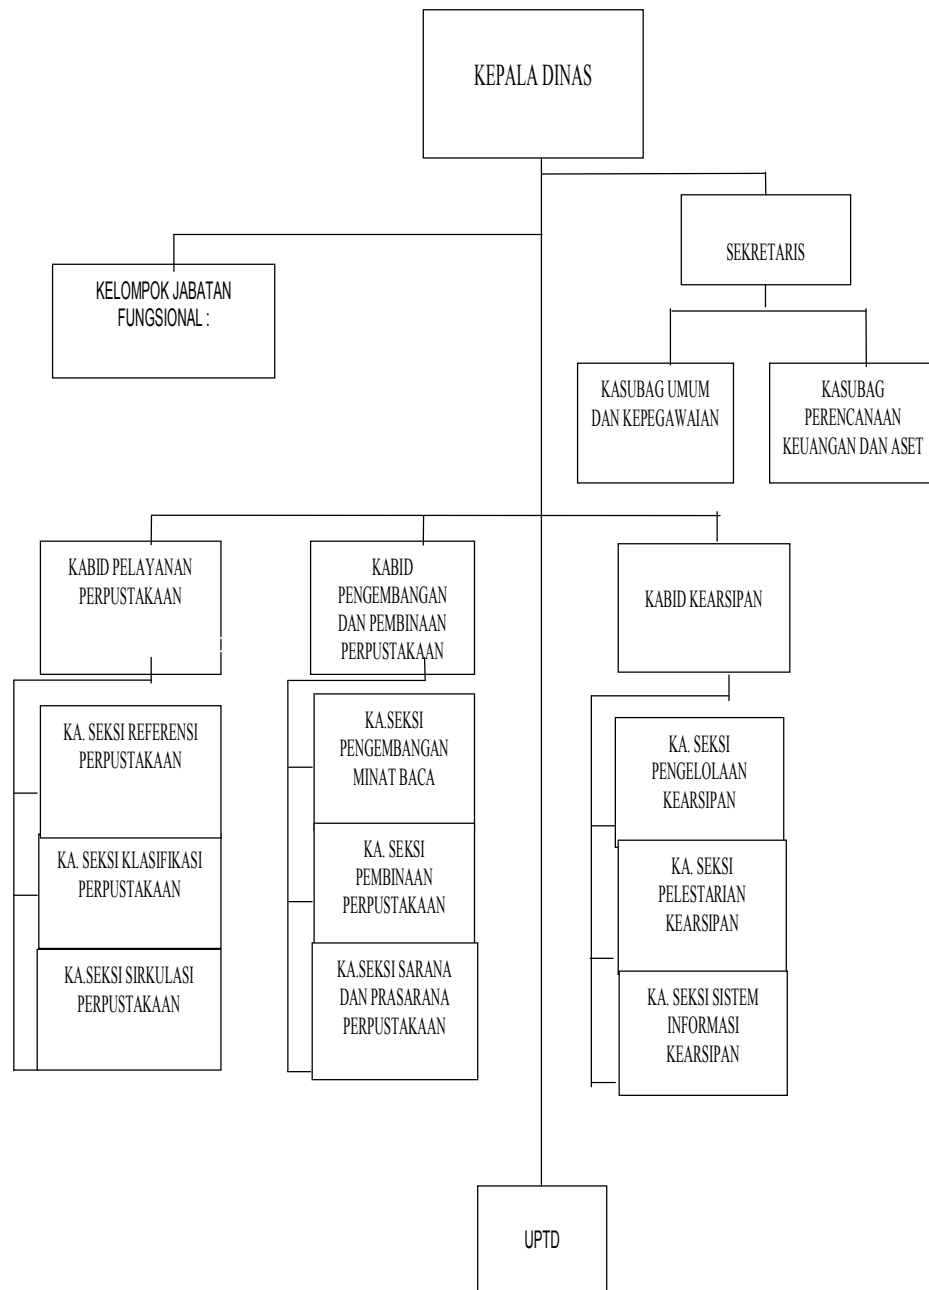 KEPALA DINAS
SEKRETARIS
KELOMPOK JABATAN
FUNGSIONAL :
KASUBAG UMUM
DAN KEPEGAWAIAN
KASUBAG
PERENCANAAN
KEUANGAN DAN ASET
KABID PELAYANAN
PERPUSTAKAAN
KABID
PENGEMBANGAN
DAN PEMBINAAN
PERPUSTAKAAN
KABID KEARSIPAN
KA. SEKSI REFERENSI
PERPUSTAKAAN
KA. SEKSI KLASIFIKASI
PERPUSTAKAAN
KA.SEKSI SIRKULASI
PERPUSTAKAAN
KA.SEKSI
PENGEMBANGAN
MINAT BACA
KA. SEKSI
PEMBINAAN
PERPUSTAKAAN
KA.SEKSI SARANA
DAN PRASARANA
PERPUSTAKAAN
KA. SEKSI
PENGELOLAAN
KEARSIPAN
KA. SEKSI
PELESTARIAN
KEARSIPAN
KA. SEKSI SISTEM
INFORMASI
KEARSIPAN
UPTD